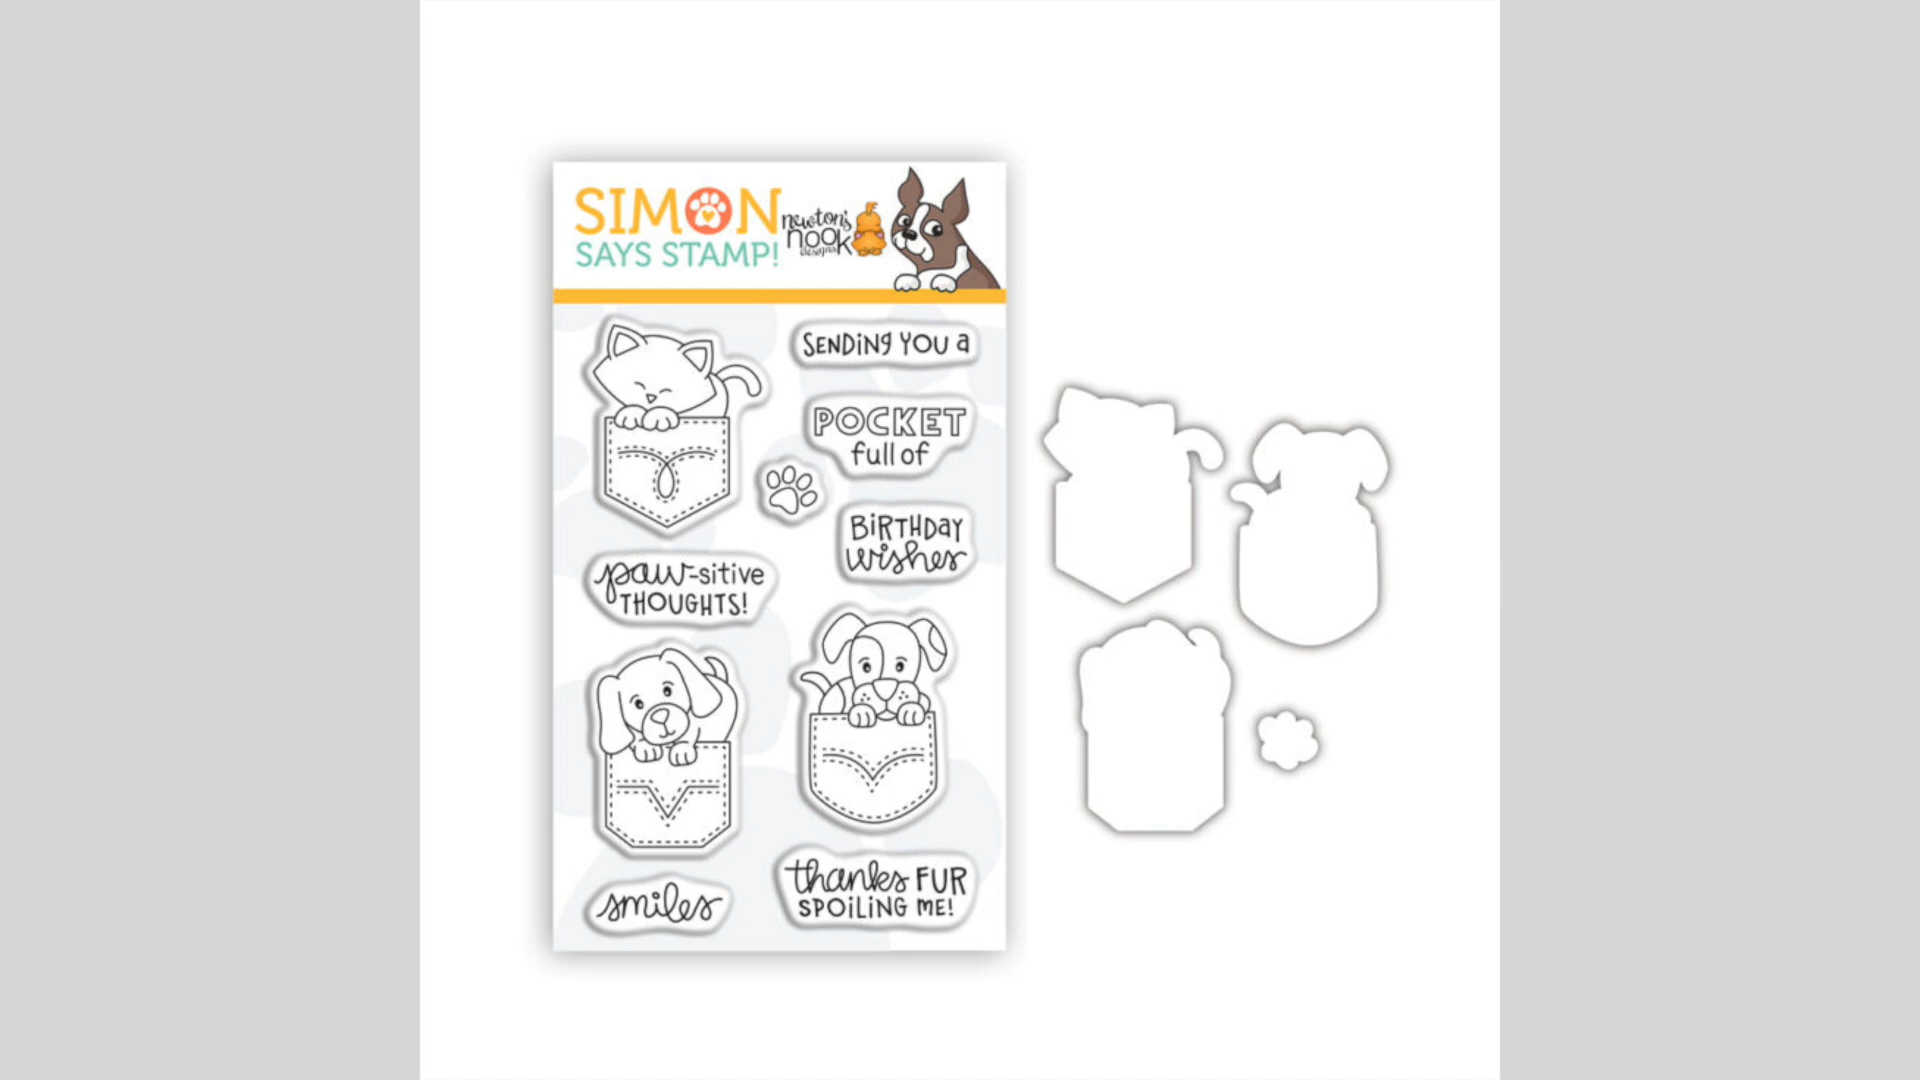 SIMON
SAYS STAMP!
newton's
nook
designs
SENDiNG YOU a
POCKET
full of
BiRTHDaY
wishes
paw-sitive
THOUGHTS!
smiles
thanks FUR
SPOiLiNG ME!